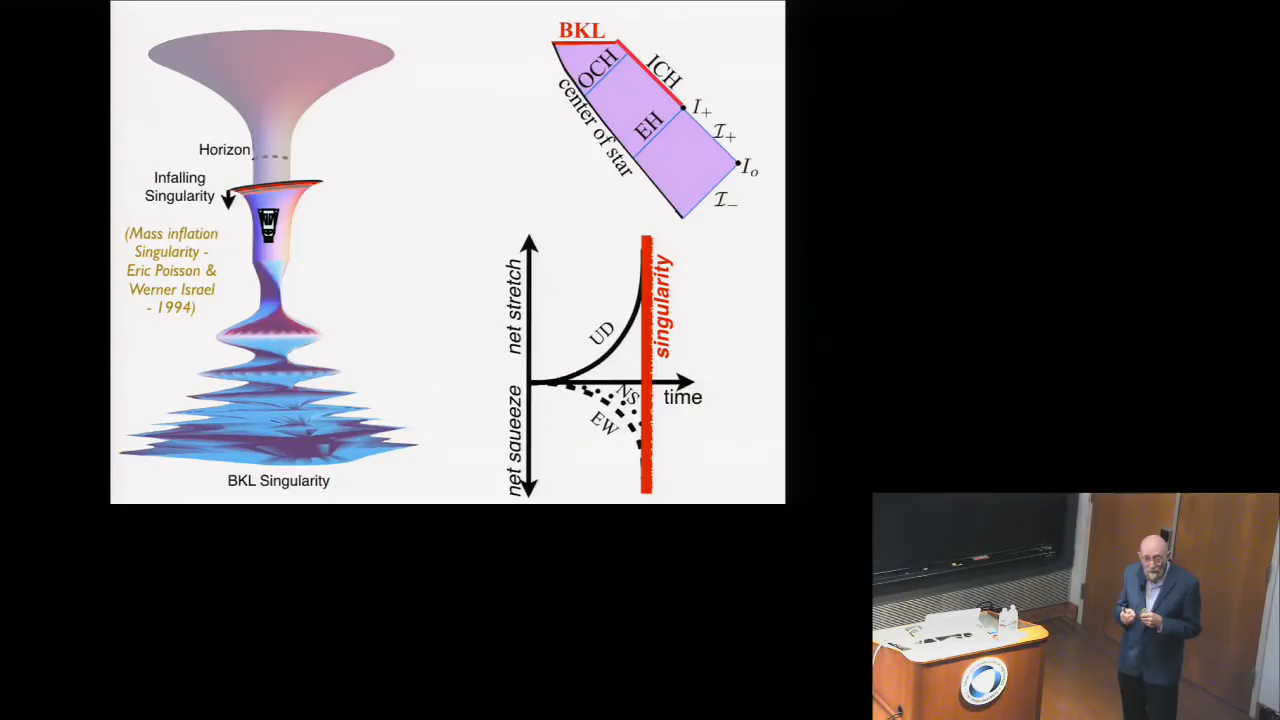 Horizon
Infalling
Singularity
(Mass inflation
Singularity -
Eric Poisson &
Werner Israel
- 1994)
BKL Singularity
BKL
OCH
ICH
center of star
EH
I+
ℐ+
Io
ℐ−
net stretch
net squeeze
UD
NS
EW
singularity
time